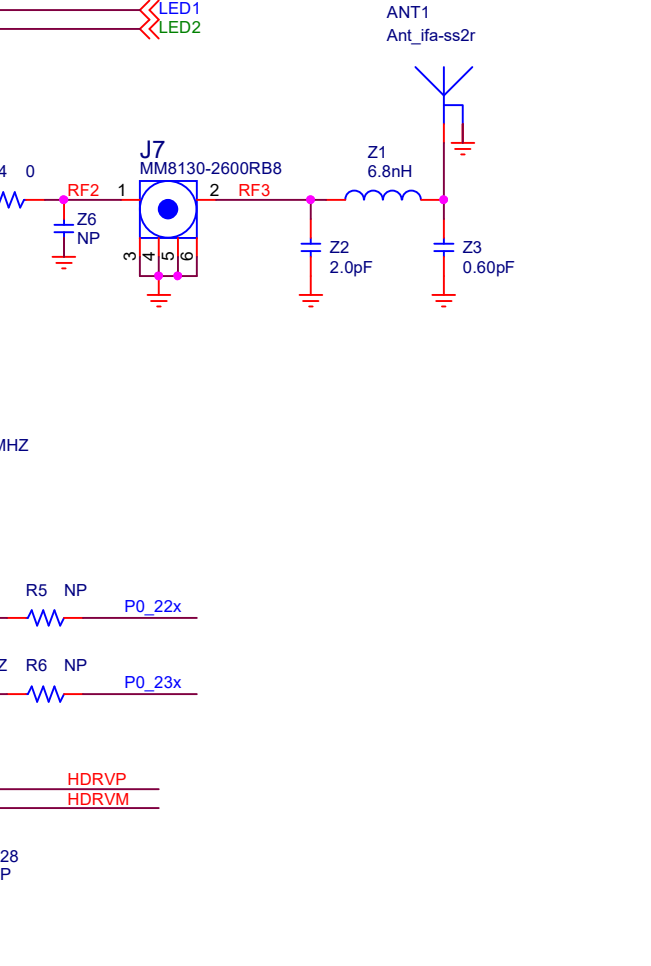 LED1
LED2
ANT1
Ant_ifa-ss2r
J7
MM8130-2600RB8
Z1
6.8nH
4 0
RF2
1
2
RF3
Z6
NP
3
4
5
6
Z2
2.0pF
Z3
0.60pF
MHZ
R5 NP
P0_22x
Z R6 NP
P0_23x
HDRVP
HDRVM
28
P